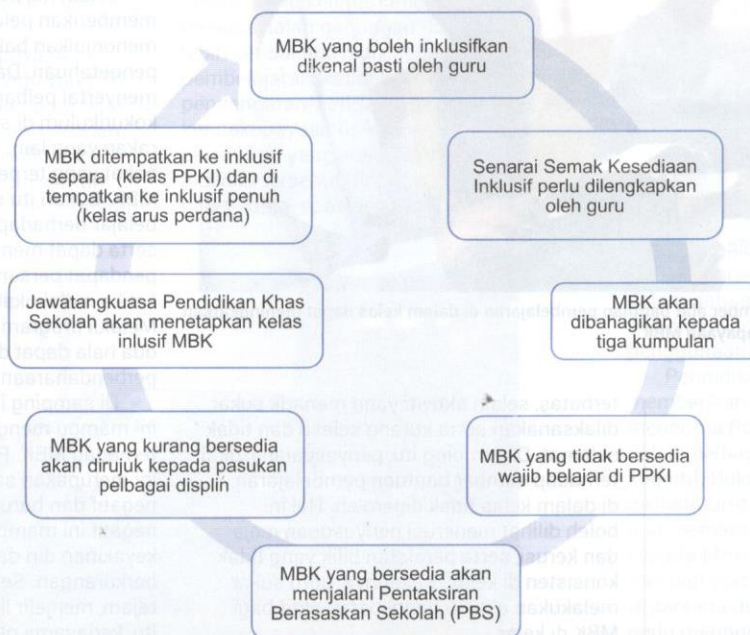 MBK yang boleh inklusifkan
dikenal pasti oleh guru
Senarai Semak Kesediaan
Inklusif perlu dilengkapkan
oleh guru
MBK akan
dibahagikan kepada
tiga kumpulan
MBK yang tidak bersedia
wajib belajar di PPKI
MBK yang bersedia akan
menjalani Pentaksiran
Berasaskan Sekolah (PBS)
MBK yang kurang bersedia
akan dirujuk kepada pasukan
pelbagai displin
Jawatangkuasa Pendidikan Khas
Sekolah akan menetapkan kelas
inlusif MBK
MBK ditempatkan ke inklusif
separa (kelas PPKI) dan di
tempatkan ke inklusif penuh
(kelas arus perdana)